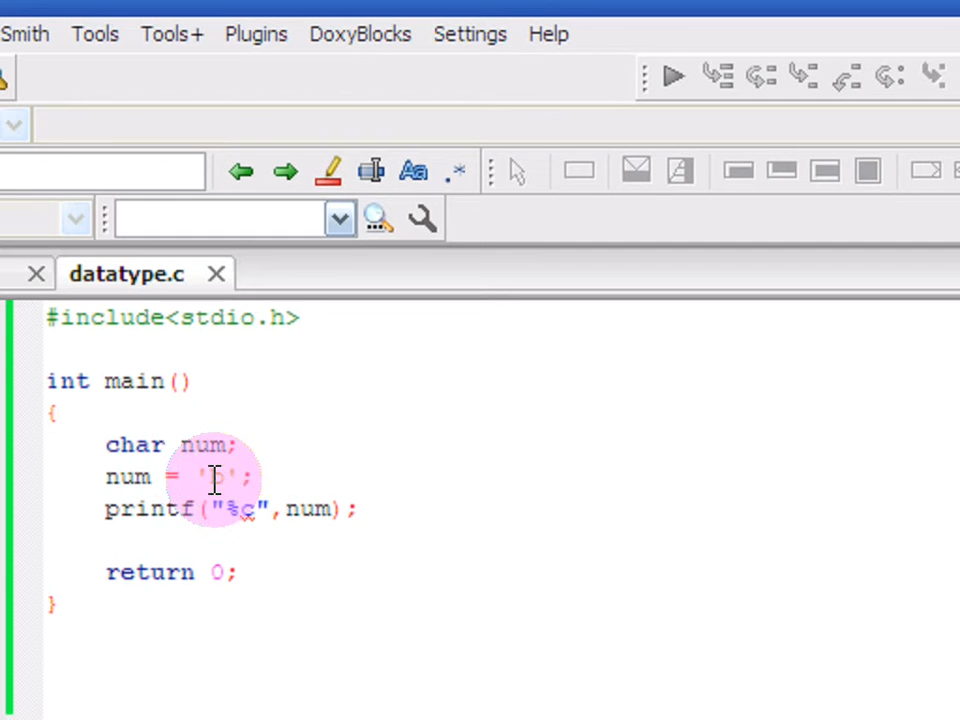 Smith Tools Tools+ Plugins DoxyBlocks Settings Help
Aa .*
datatype.c
#include<stdio.h>
int main()
{
char num;
num = 'b';
printf("%c",num);
return 0;
}